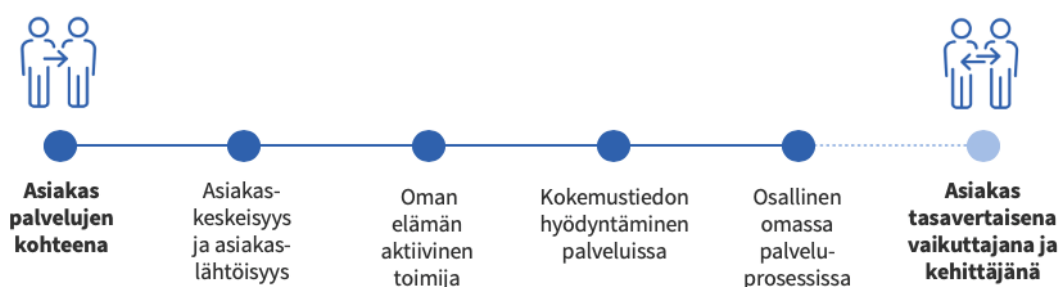 Asiakas
palvelujen
kohteena
Asiakas-
keskeisyys
ja asiakas-
lähtöisyys
Oman
elämän
aktiivinen
toimija
Kokemustiedon
hyödyntäminen
palveluissa
Osallinen
omassa
palvelu-
prosessissa
Asiakas
tasavertaisena
vaikuttajana ja
kehittäjänä